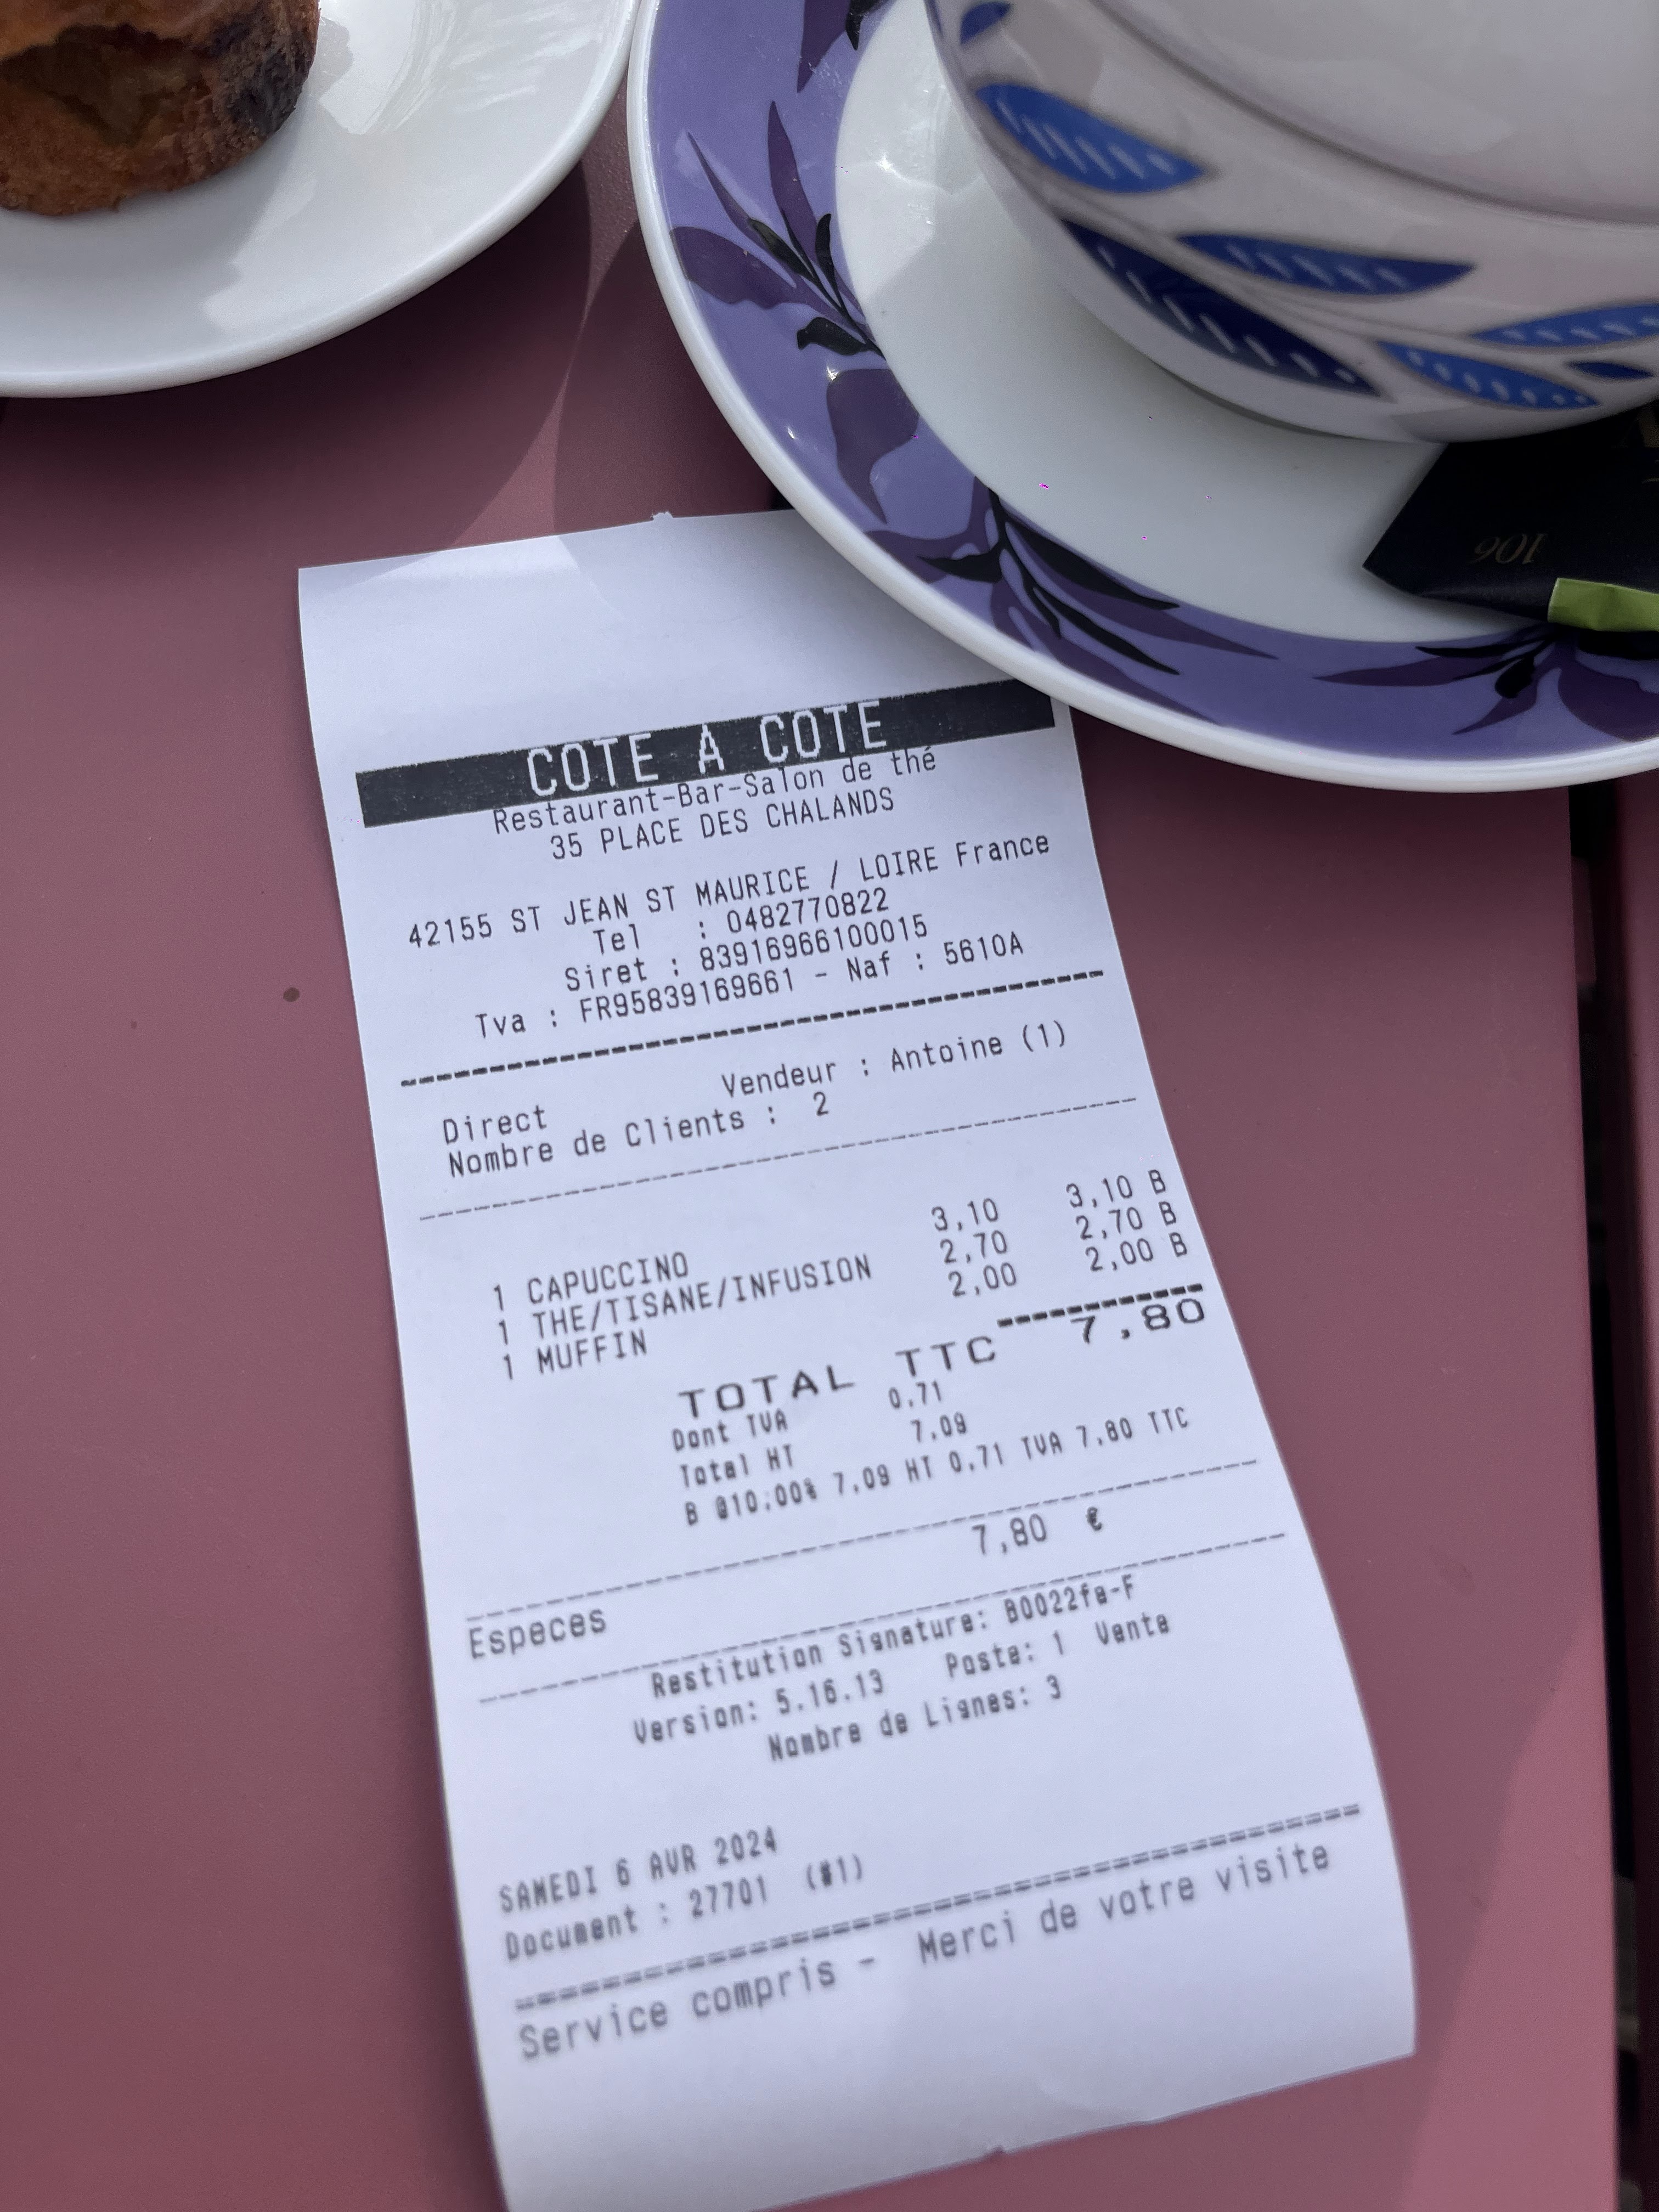 106
COTE A COTE
Restaurant-Bar-Salon de thé
35 PLACE DES CHALANDS
42155 ST JEAN ST MAURICE / LOIRE France
Tel : 0482770822
Siret : 83916966100015
Tva : FR95839169661 - Naf : 5610A
Vendeur : Antoine (1)
Direct
Nombre de Clients : 2
1 CAPUCCINO 3,10 3,10 B
1 THE/TISANE/INFUSION 2,70 2,70 B
1 MUFFIN 2,00 2,00 B
TOTAL TTC 7,80
Dont TVA 0.71
Total HT 7.09
B @10.00% 7.09 HT 0.71 TVA 7.80 TTC
Especes 7,80 €
Restitution Signature: B0022fa-F
Version: 5.16.13 Poste: 1 Vente
Nombre de Lignes: 3
SAMEDI 6 AVR 2024
Document : 27701 (#1)
Service compris - Merci de votre visite